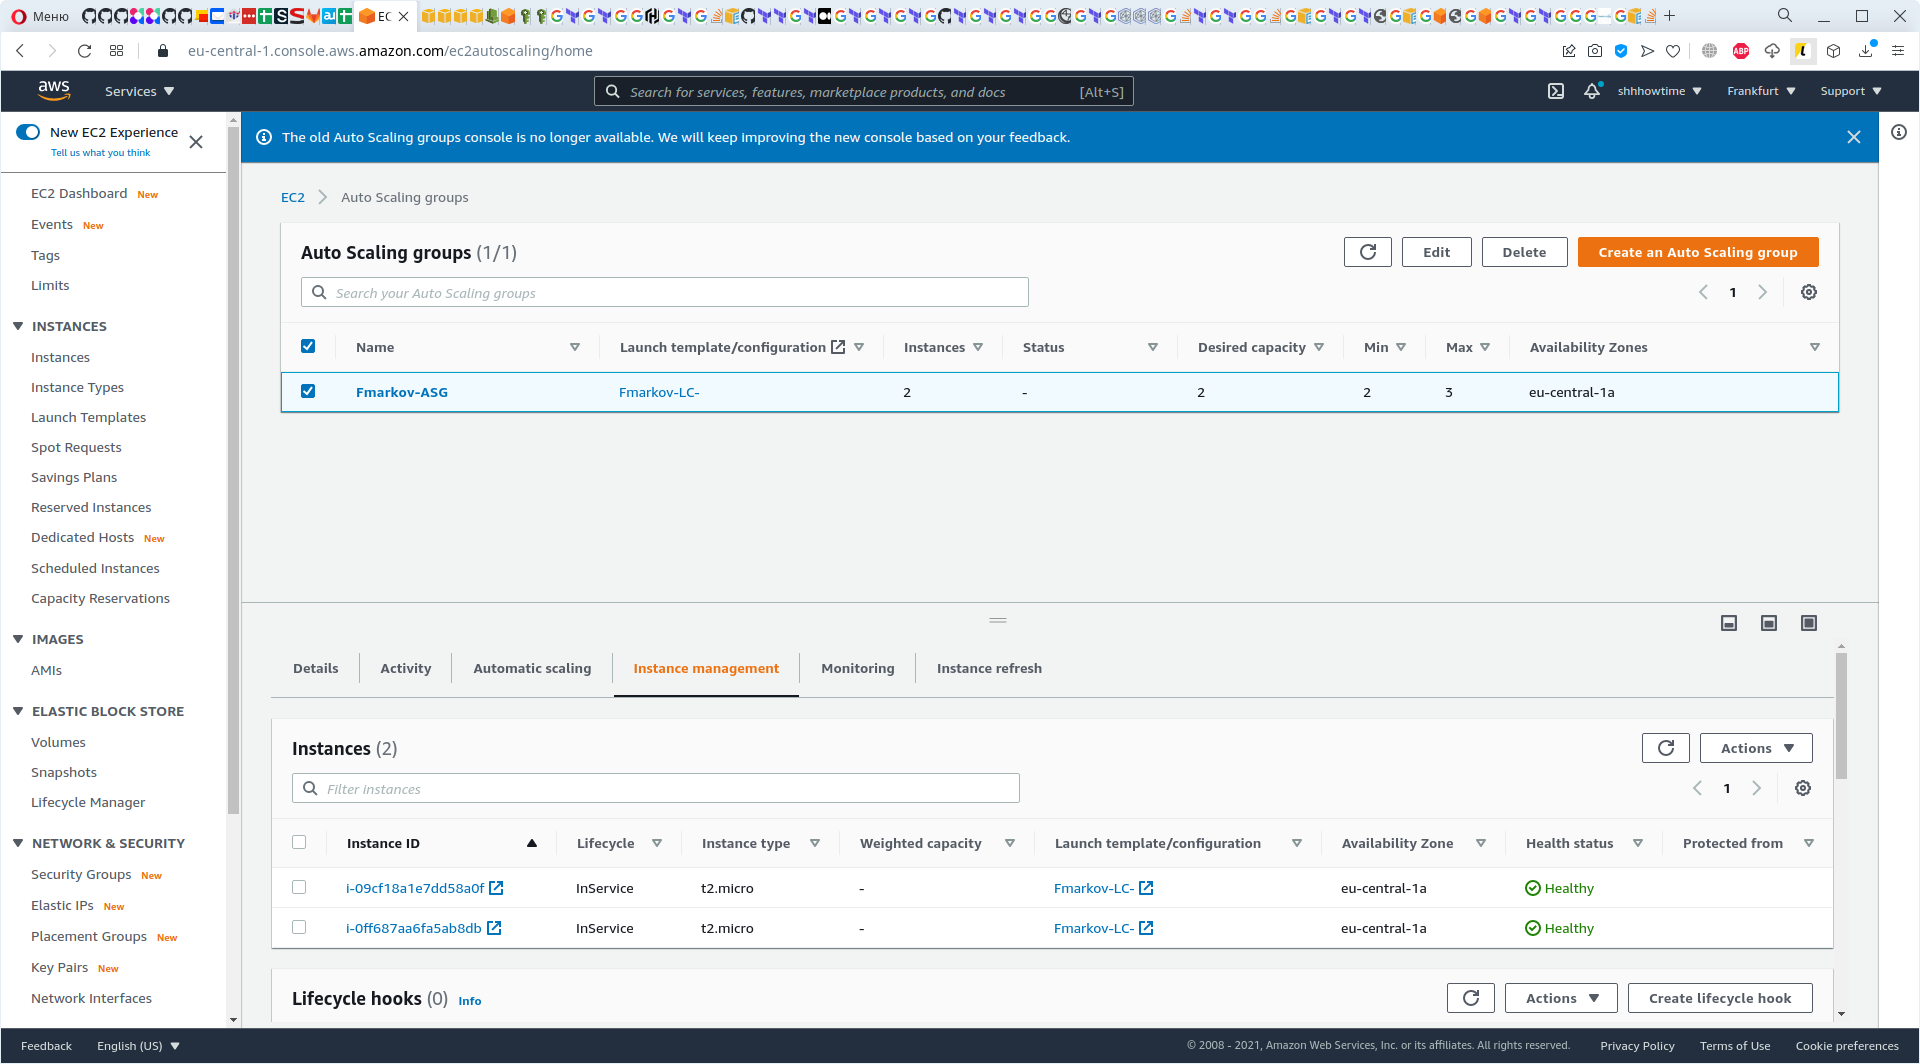 Меню
EC
eu-central-1.console.aws.amazon.com/ec2autoscaling/home
ABP
aws
Services
Search for services, features, marketplace products, and docs
[Alt+S]
shhhowtime
Frankfurt
Support
New EC2 Experience
Tell us what you think
The old Auto Scaling groups console is no longer available. We will keep improving the new console based on your feedback.
EC2 Dashboard New
Events New
Tags
Limits
INSTANCES
Instances
Instance Types
Launch Templates
Spot Requests
Savings Plans
Reserved Instances
Dedicated Hosts New
Scheduled Instances
Capacity Reservations
IMAGES
AMIs
ELASTIC BLOCK STORE
Volumes
Snapshots
Lifecycle Manager
NETWORK & SECURITY
Security Groups New
Elastic IPs New
Placement Groups New
Key Pairs New
Network Interfaces
EC2 Auto Scaling groups
Auto Scaling groups (1/1)
Edit
Delete
Create an Auto Scaling group
Search your Auto Scaling groups
1
Name Launch template/configuration Instances Status Desired capacity Min Max Availability Zones
Fmarkov-ASG Fmarkov-LC- 2 - 2 2 3 eu-central-1a
Details Activity Automatic scaling Instance management Monitoring Instance refresh
Instances (2)
Actions
Filter instances
1
Instance ID Lifecycle Instance type Weighted capacity Launch template/configuration Availability Zone Health status Protected from
i-09cf18a1e7dd58a0f InService t2.micro - Fmarkov-LC- eu-central-1a Healthy
i-0ff687aa6fa5ab8db InService t2.micro - Fmarkov-LC- eu-central-1a Healthy
Lifecycle hooks (0) Info
Actions
Create lifecycle hook
Feedback
English (US)
© 2008 - 2021, Amazon Web Services, Inc. or its affiliates. All rights reserved.
Privacy Policy
Terms of Use
Cookie preferences